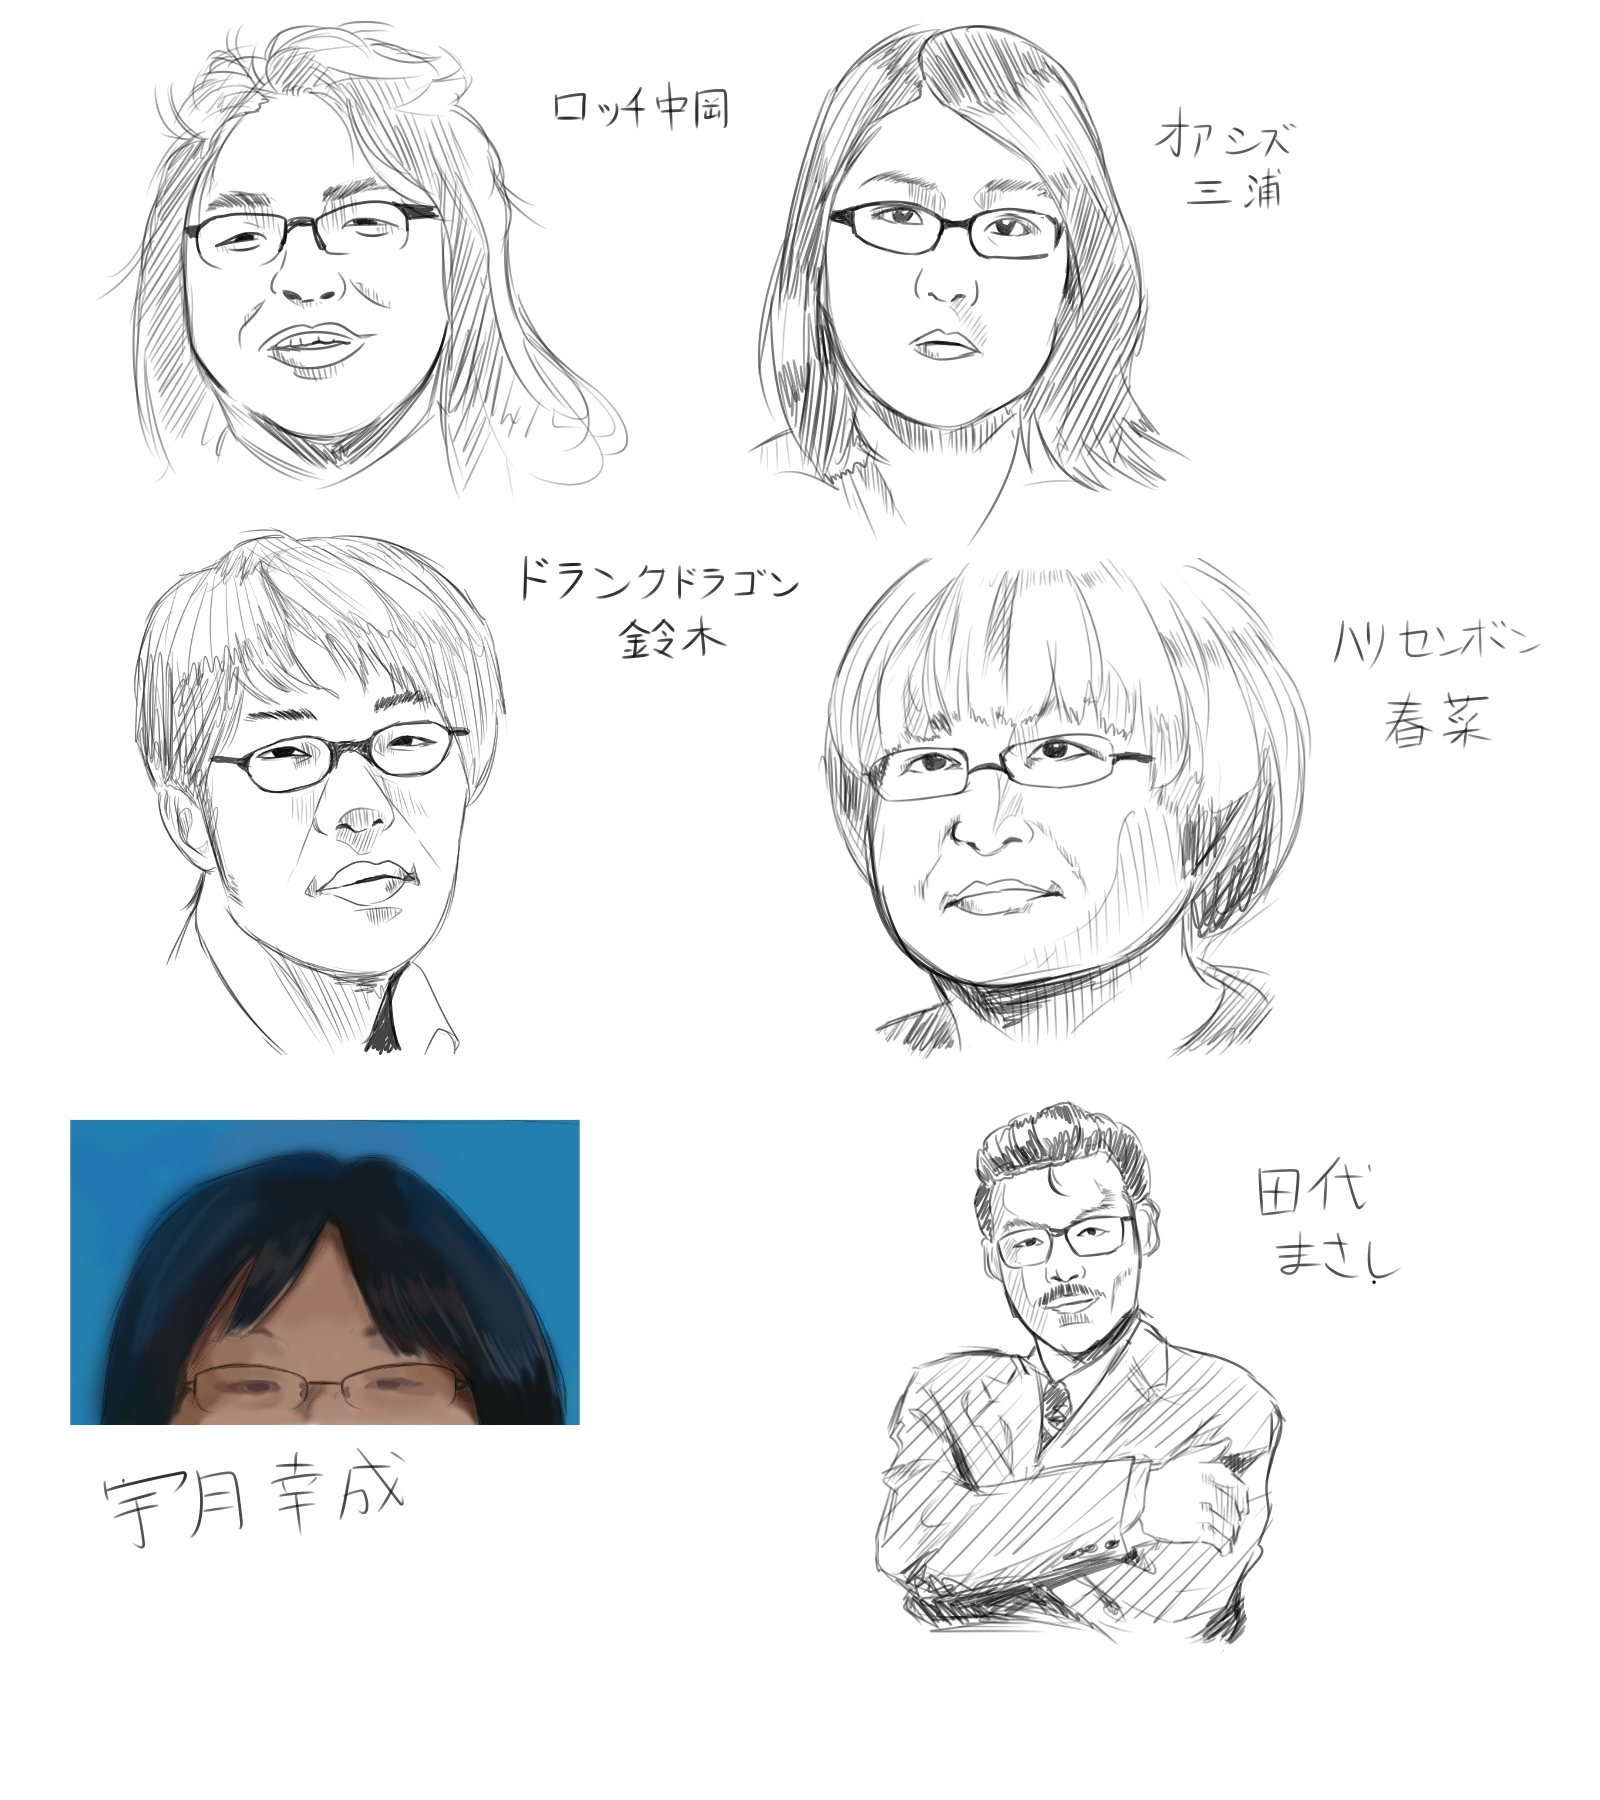 ロッチ中岡
オアシズ
三浦
ドランクドラゴン
鈴木
ハリセンボン
春菜
宇月幸成
田代
まさし